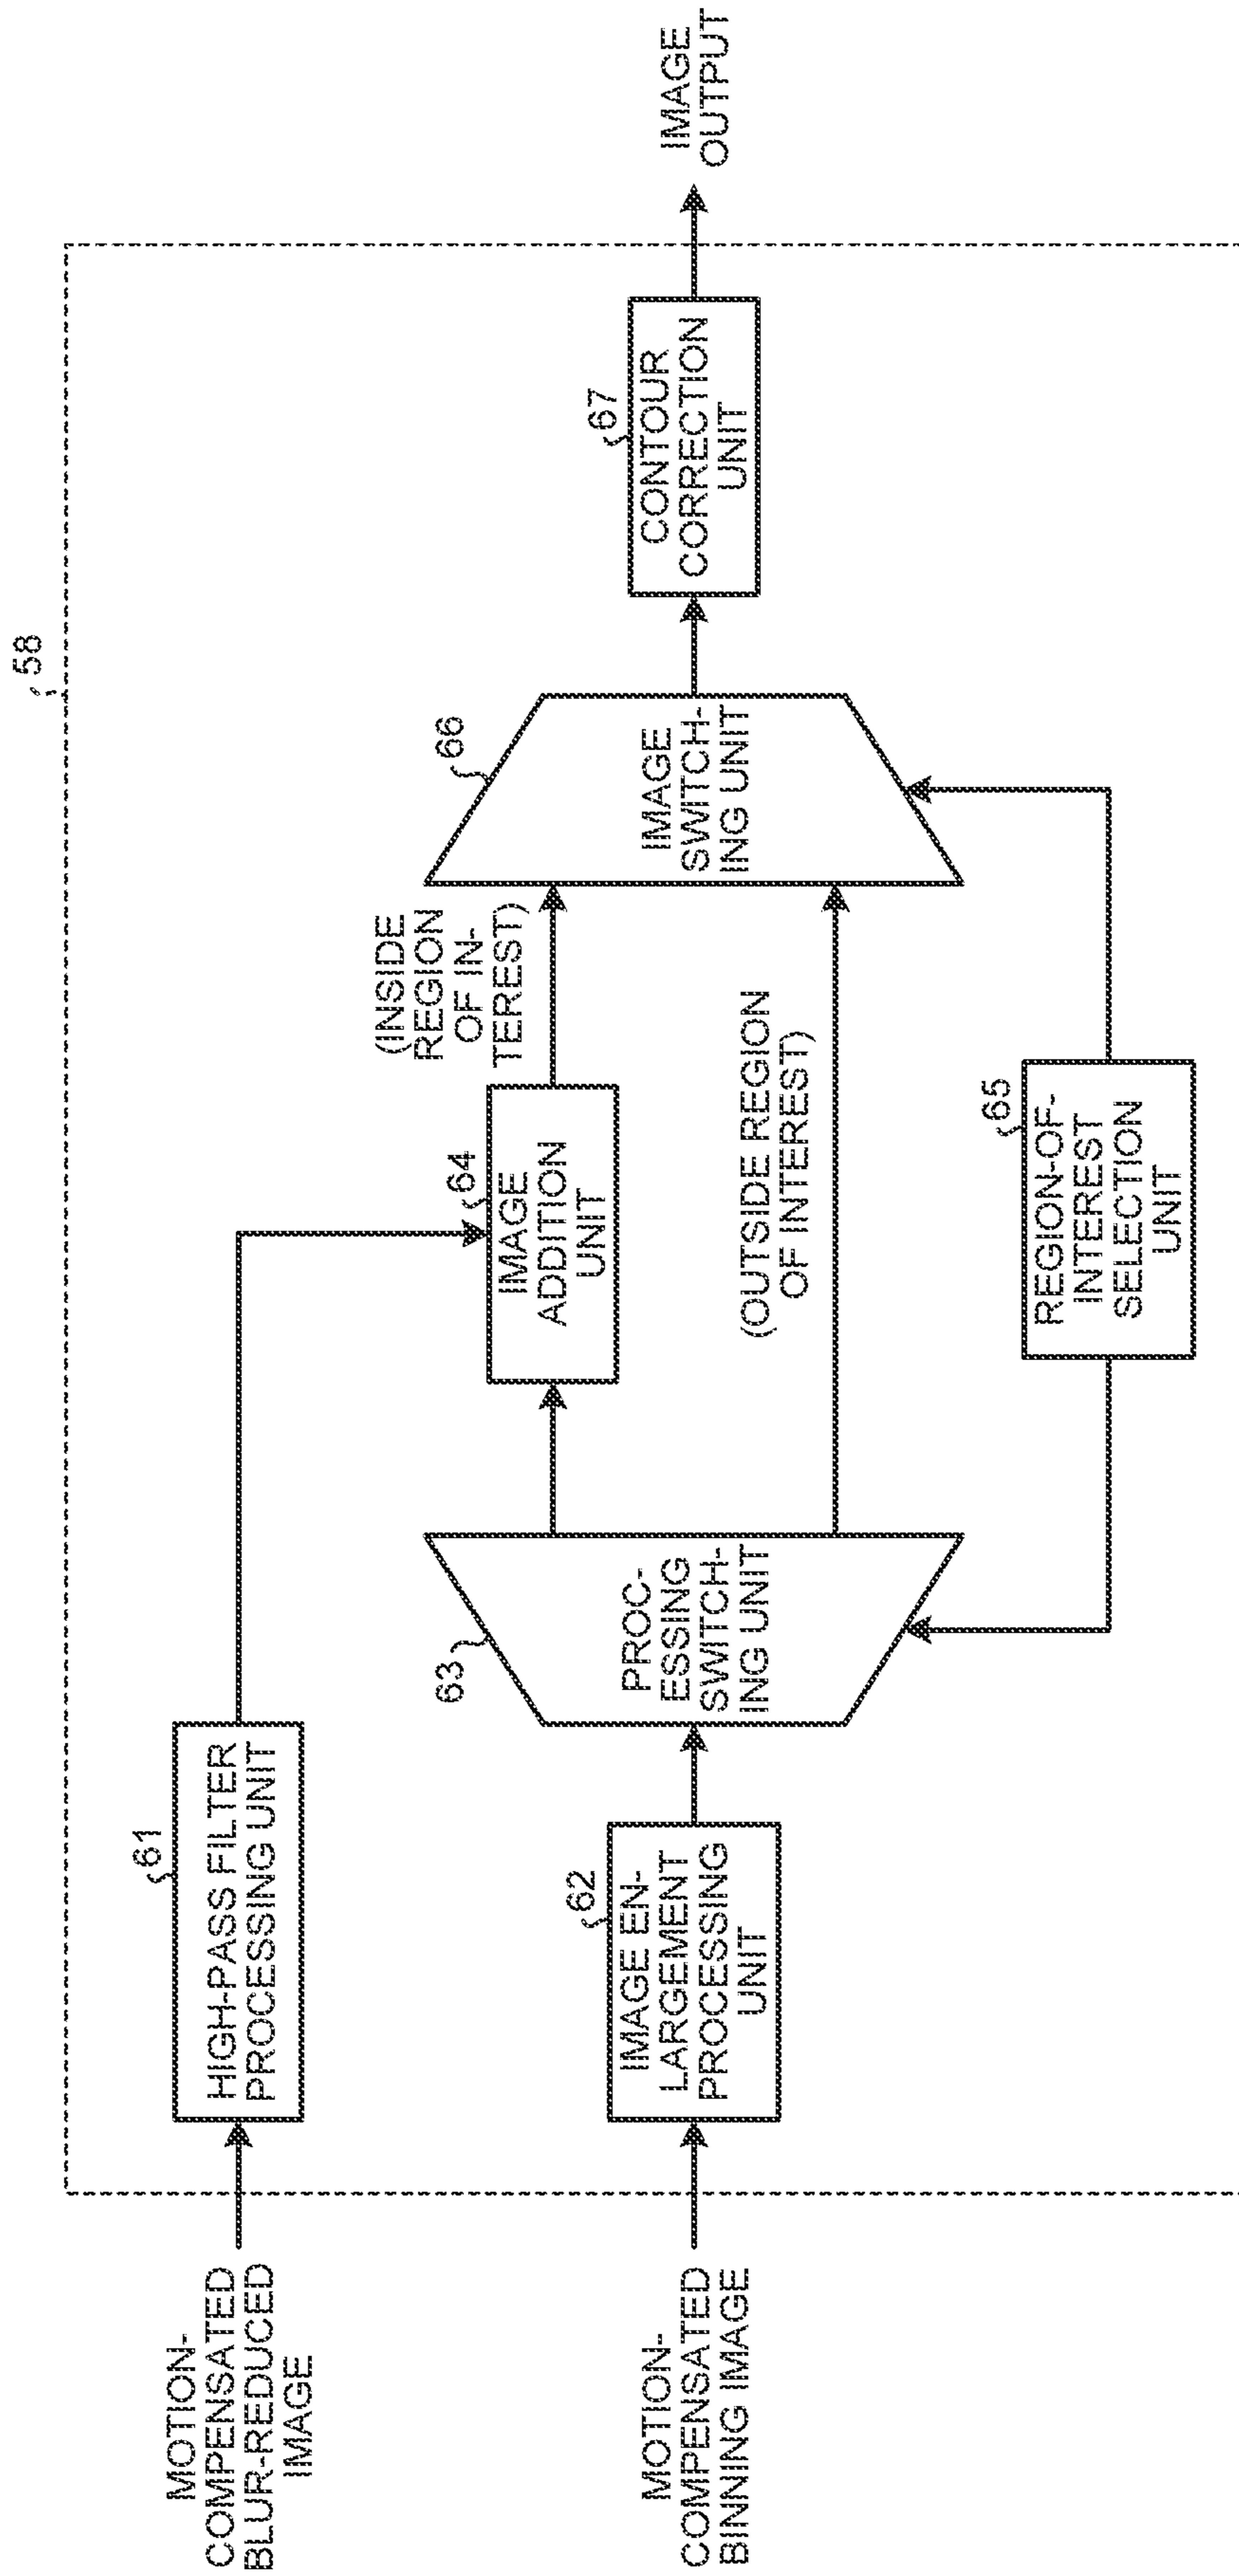 58
MOTION-
COMPENSATED
BLUR-REDUCED
IMAGE
61
HIGH-PASS FILTER
PROCESSING UNIT
MOTION-
COMPENSATED
BINNING IMAGE
62
IMAGE EN-
LARGEMENT
PROCESSING
UNIT
63
PROC-
ESSING
SWITCH-
ING UNIT
64
IMAGE
ADDITION
UNIT
(INSIDE
REGION
OF IN-
TEREST)
(OUTSIDE REGION
OF INTEREST)
65
REGION-OF-
INTEREST
SELECTION
UNIT
66
IMAGE
SWITCH-
ING UNIT
67
CONTOUR
CORRECTION
UNIT
IMAGE
OUTPUT